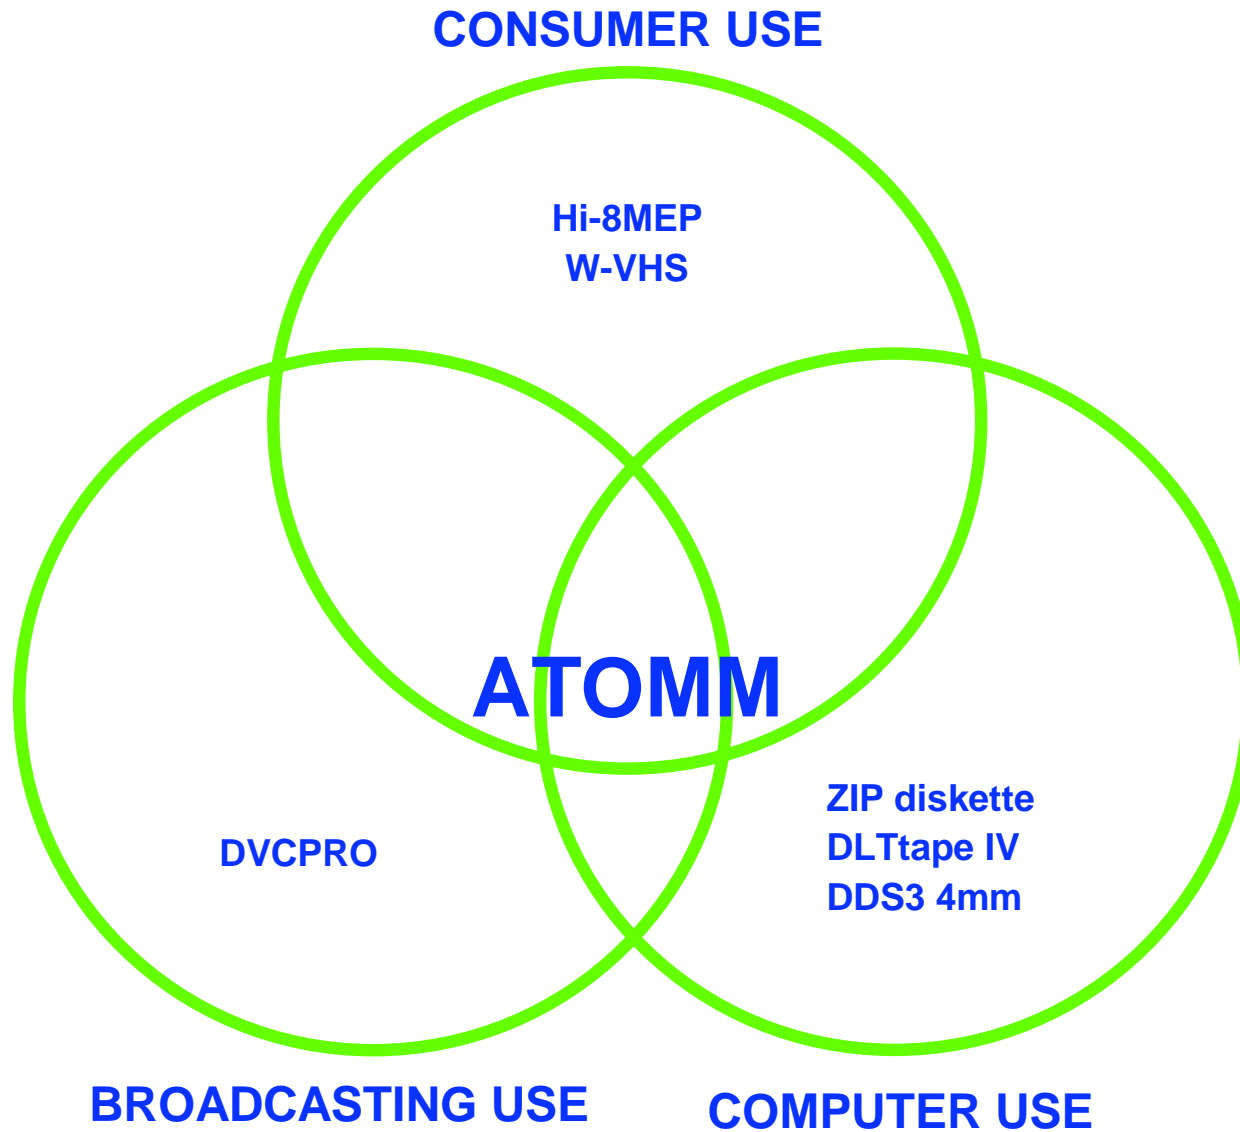 CONSUMER USE
Hi-8MEP
W-VHS
ATOMM
DVCPRO
ZIP diskette
DLTtape IV
DDS3 4mm
BROADCASTING USE
COMPUTER USE